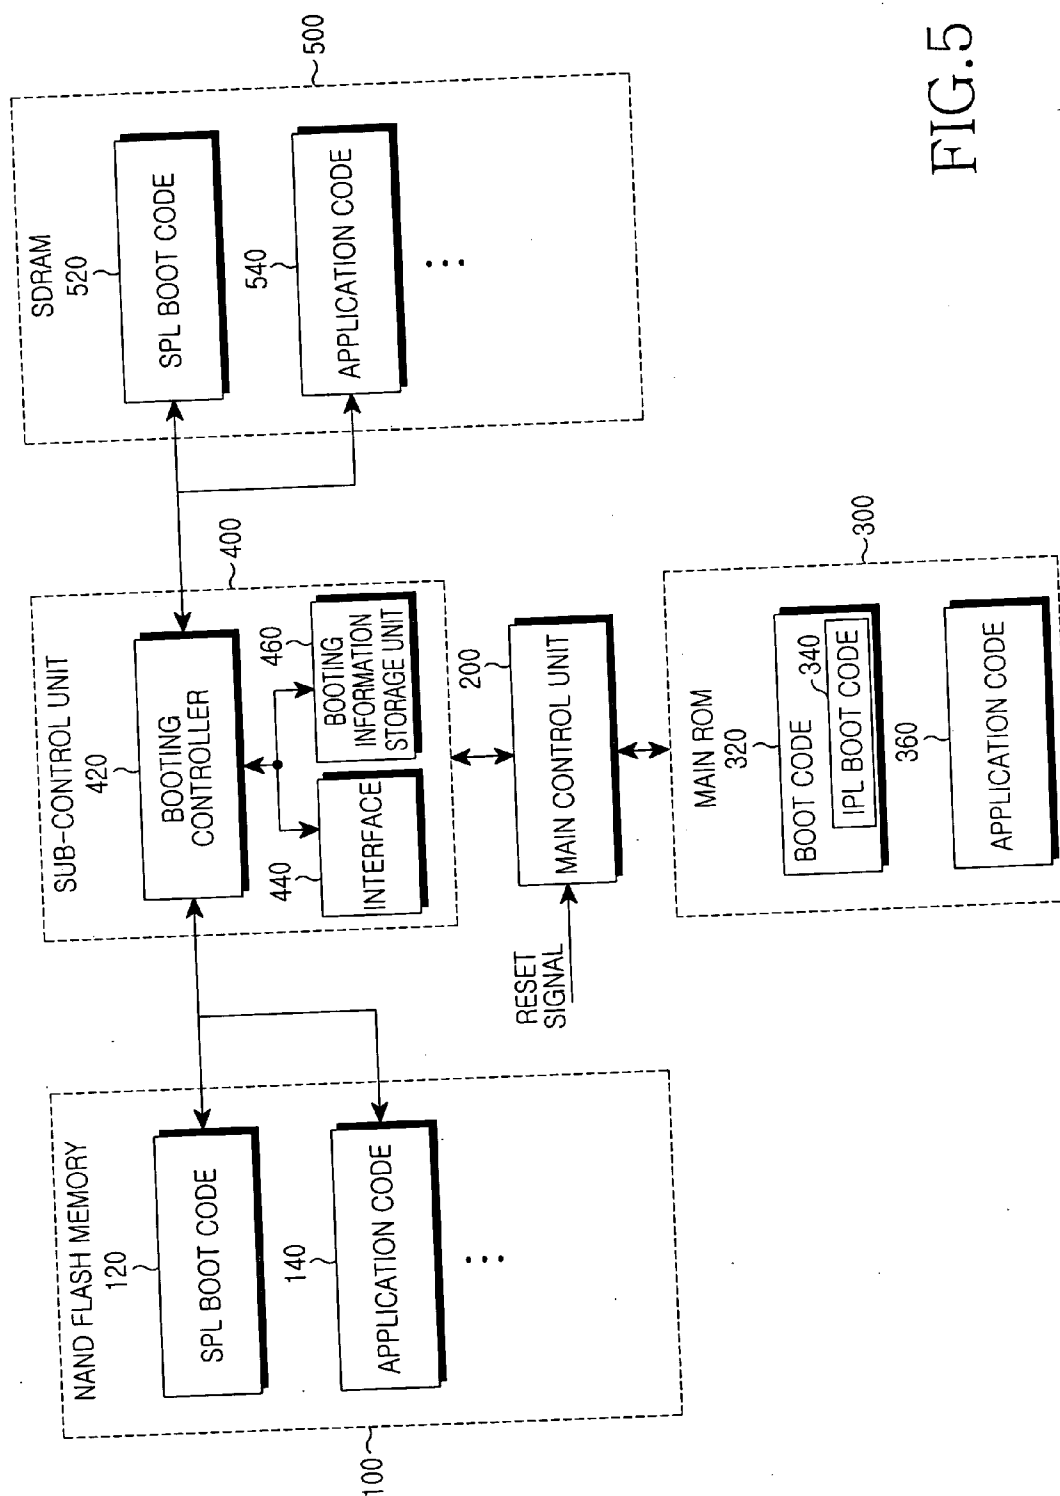 NAND FLASH MEMORY
120
SPL BOOT CODE
140
APPLICATION CODE
100
SUB-CONTROL UNIT
400
420
BOOTING
CONTROLLER
440
INTERFACE
460
BOOTING
INFORMATION
STORAGE UNIT
SDRAM
500
520
SPL BOOT CODE
540
APPLICATION CODE
RESET
SIGNAL
200
MAIN CONTROL UNIT
MAIN ROM
300
320
BOOT CODE
340
IPL BOOT CODE
360
APPLICATION CODE
FIG.5